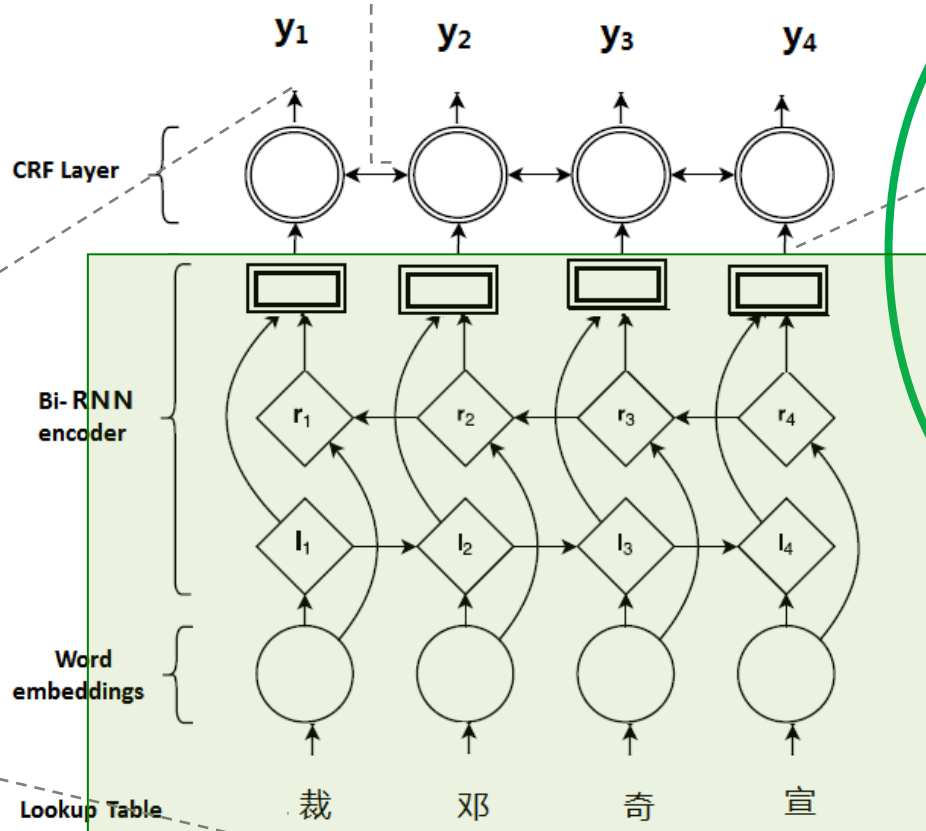 y₁ y₂ y₃ y₄
CRF Layer
Bi- RNN
encoder
r₁ r₂ r₃ r₄
l₁ l₂ l₃ l₄
Word
embeddings
Lookup Table .裁 邓 奇 宣